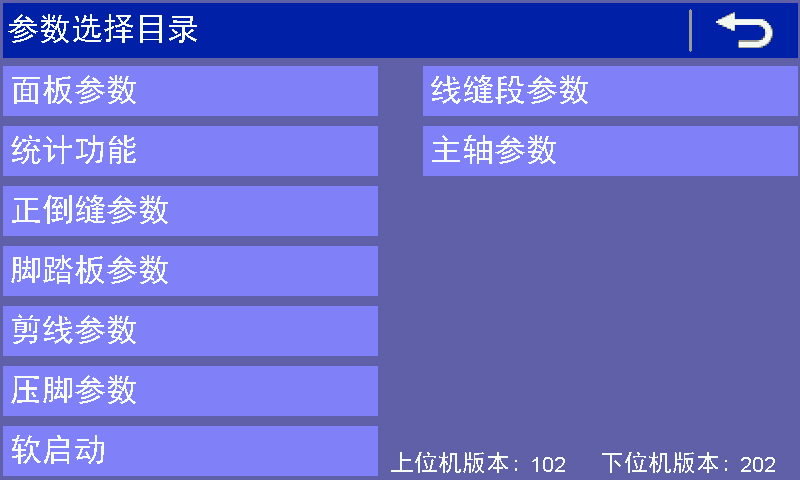 参数选择目录
面板参数
统计功能
正倒缝参数
脚踏板参数
剪线参数
压脚参数
软启动
线缝段参数
主轴参数
上位机版本：102
下位机版本：202